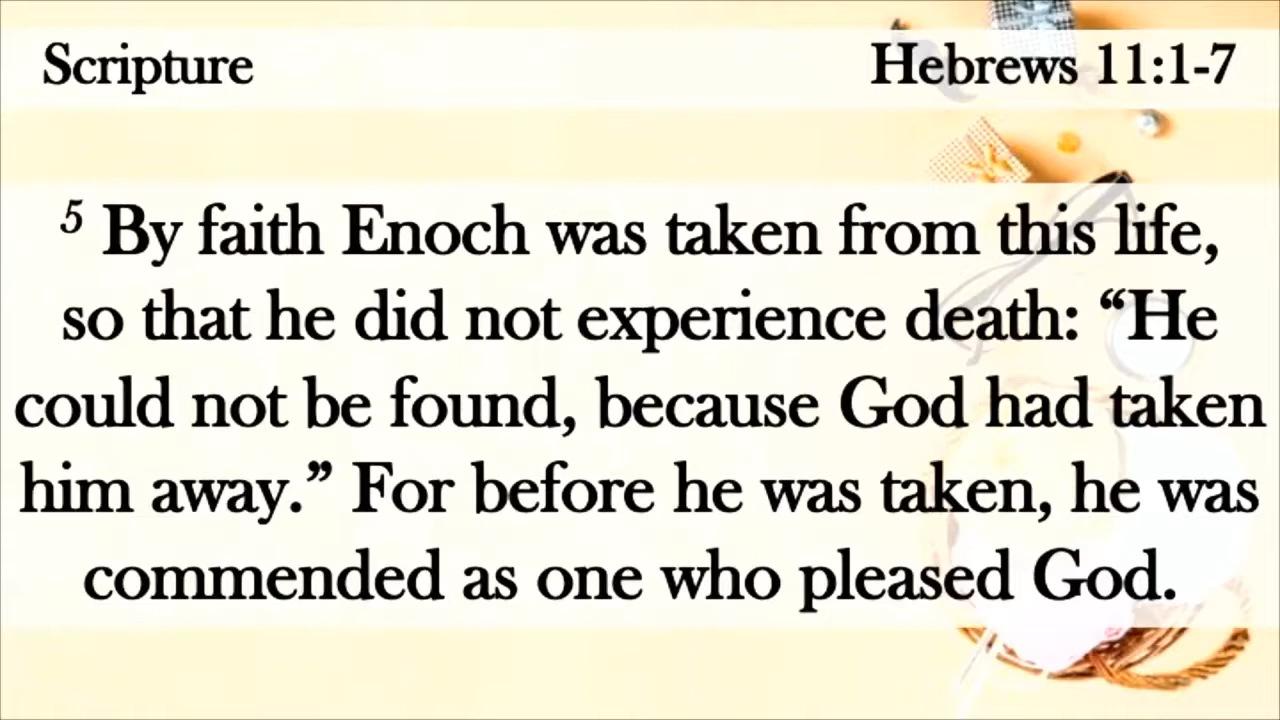 Scripture
Hebrews 11:1-7
5 By faith Enoch was taken from this life,
so that he did not experience death: “He
could not be found, because God had taken
him away.” For before he was taken, he was
commended as one who pleased God.